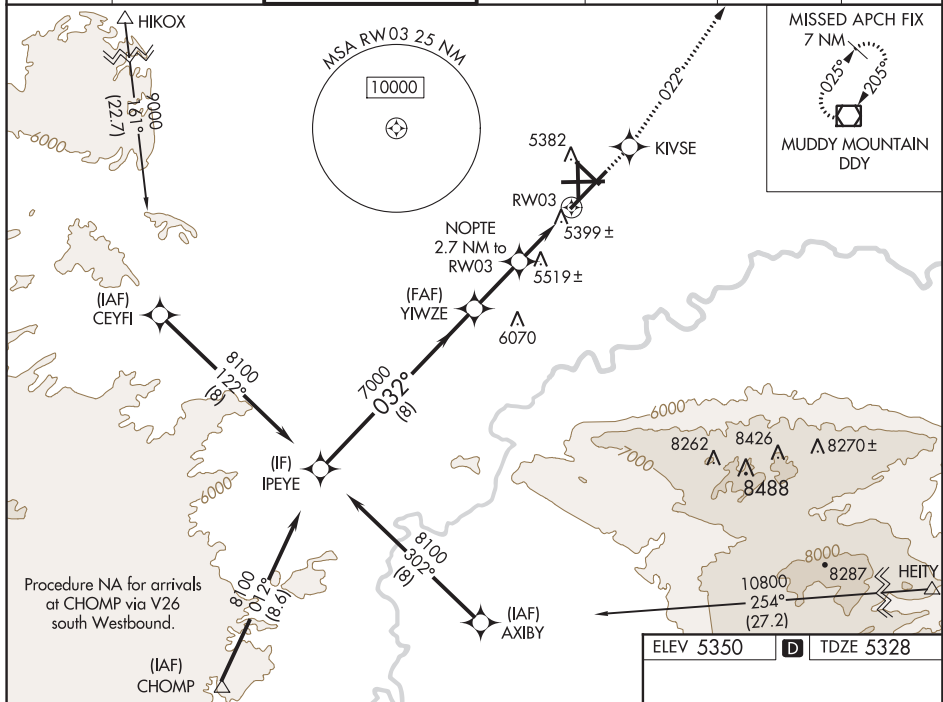 HIKOX
9000
161°
(22.7)
6000
MSA RW03 25 NM
10000
022°
MISSED APCH FIX
7 NM
025°
205°
MUDDY MOUNTAIN
DDY
5382
KIVSE
RW03
5399±
NOPTE
2.7 NM to
RW03
5519±
(FAF)
YIWZE
6070
(IAF)
CEYFI
8100
122°
(8)
7000
032°
(8)
(IF)
IPEYE
6000
6000
7000
8262
8426
8270±
8488
8000
8287
HEITY
10800
254°
(27.2)
8100
302°
(8)
(IAF)
AXIBY
Procedure NA for arrivals
at CHOMP via V26
south Westbound.
8100
012°
(8.6)
(IAF)
CHOMP
ELEV 5350 D TDZE 5328